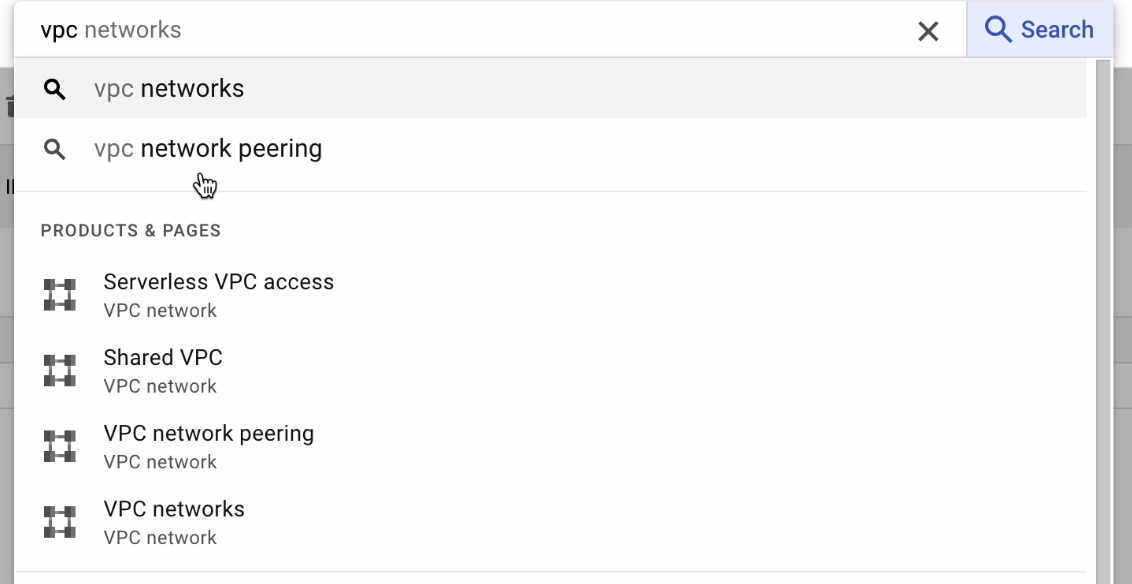 vpc networks
Search
vpc networks
vpc network peering
PRODUCTS & PAGES
Serverless VPC access
VPC network
Shared VPC
VPC network
VPC network peering
VPC network
VPC networks
VPC network